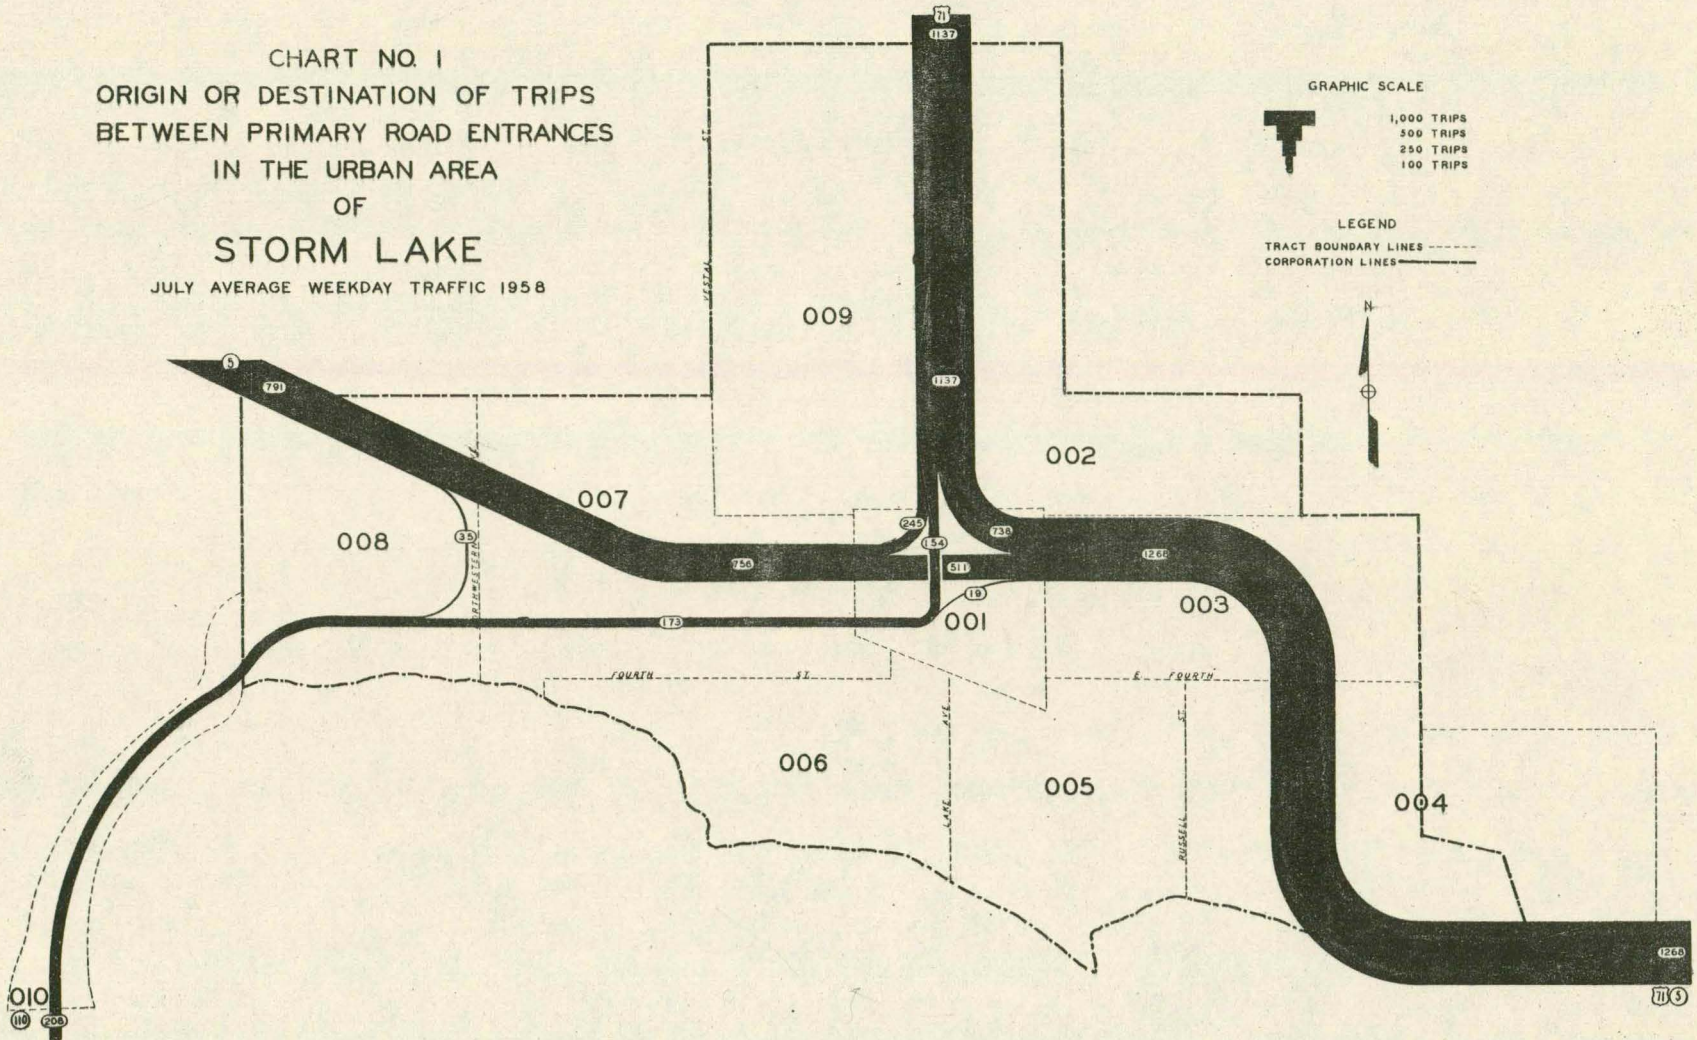 CHART NO. 1
ORIGIN OR DESTINATION OF TRIPS
BETWEEN PRIMARY ROAD ENTRANCES
IN THE URBAN AREA
OF
STORM LAKE
JULY AVERAGE WEEKDAY TRAFFIC 1958
GRAPHIC SCALE
1,000 TRIPS
500 TRIPS
250 TRIPS
100 TRIPS
LEGEND
TRACT BOUNDARY LINES
CORPORATION LINES
N
71
1137
VESTAL ST.
009
5
791
1137
002
007
008
35
245
154
738
756
511
1268
19
003
173
001
FOURTH ST.
E FOURTH
LAKE AVE
RUSSELL ST.
006
005
004
1268
71 5
010
110 208